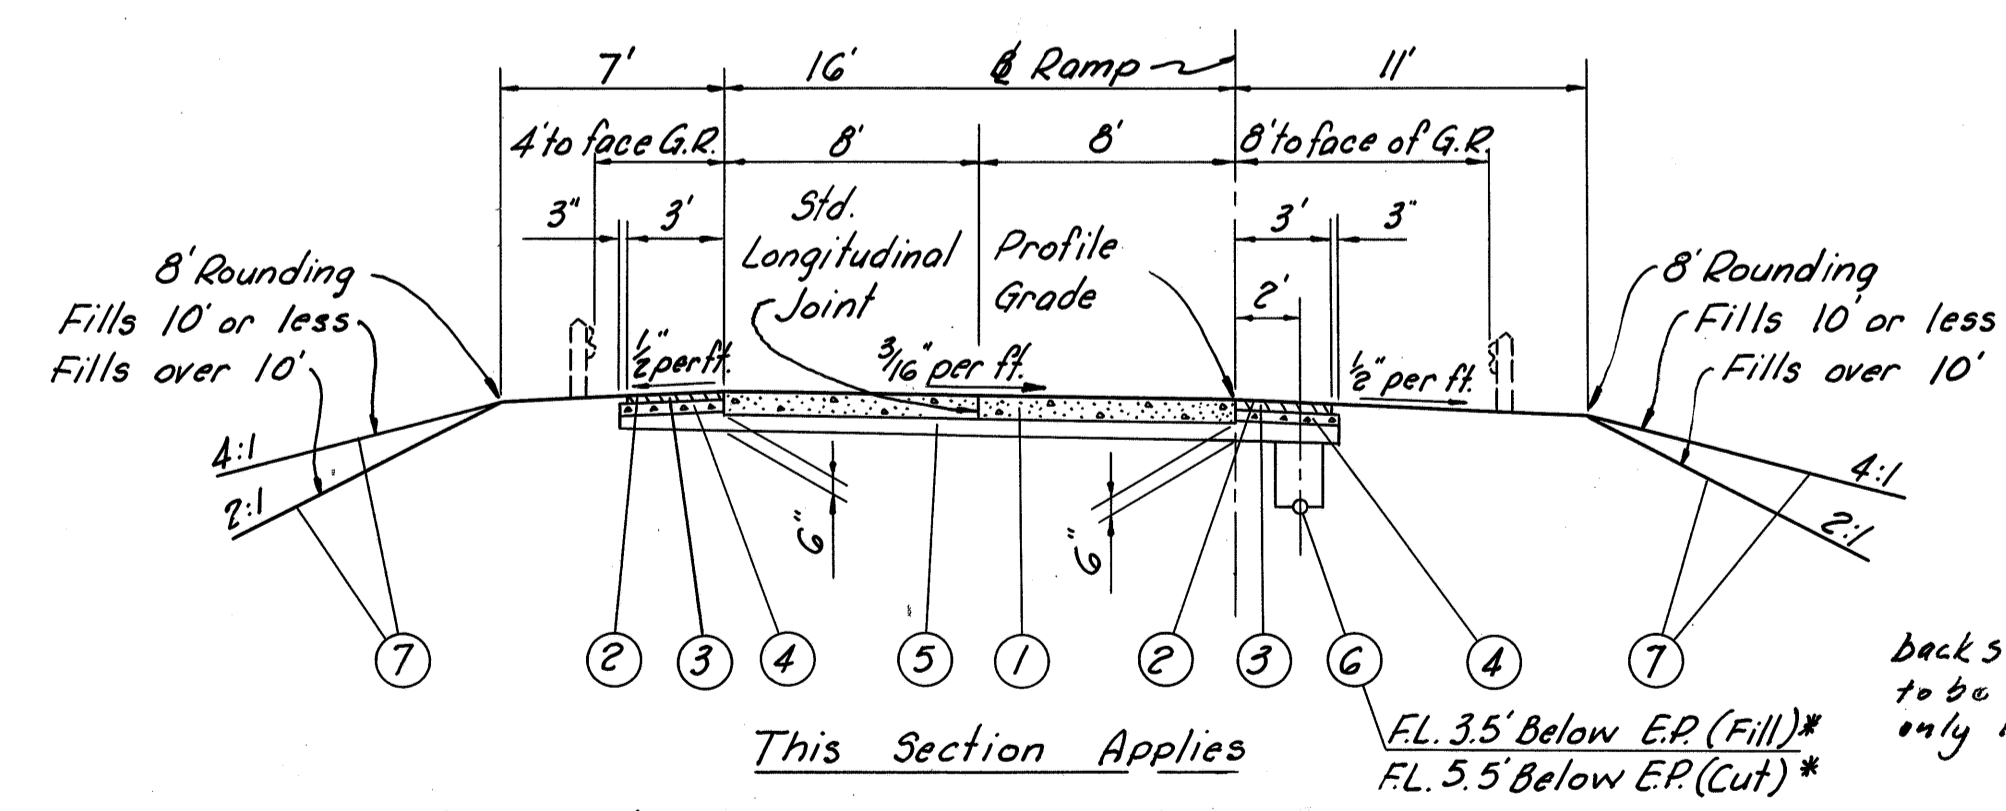 7' 16' ₵ Ramp 11'
4' to face G.R. 8' 8' 8' to face of G.R.
3" 3' Std. Longitudinal Joint Profile Grade 3' 3"
2'
8' Rounding
Fills 10' or less
Fills over 10'
1/2" per ft.
3/16" per ft.
1/2" per ft.
8' Rounding
Fills 10' or less
Fills over 10'
4:1
2:1
6"
6"
4:1
2:1
7 2 3 4 5 1 2 3 6 4 7
back s
to be
only
This Section Applies
F.L. 3.5' Below E.P. (Fill)*
F.L. 5.5' Below E.P. (Cut)*